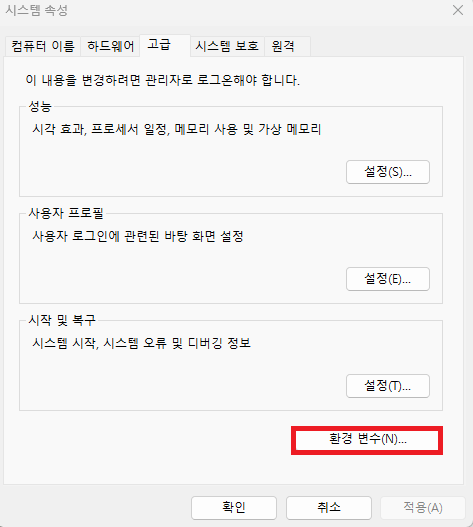 시스템 속성
컴퓨터 이름 하드웨어 고급 시스템 보호 원격
이 내용을 변경하려면 관리자로 로그온해야 합니다.
성능
시각 효과, 프로세서 일정, 메모리 사용 및 가상 메모리
설정(S)...
사용자 프로필
사용자 로그인에 관련된 바탕 화면 설정
설정(E)...
시작 및 복구
시스템 시작, 시스템 오류 및 디버깅 정보
설정(T)...
환경 변수(N)...
확인 취소 적용(A)